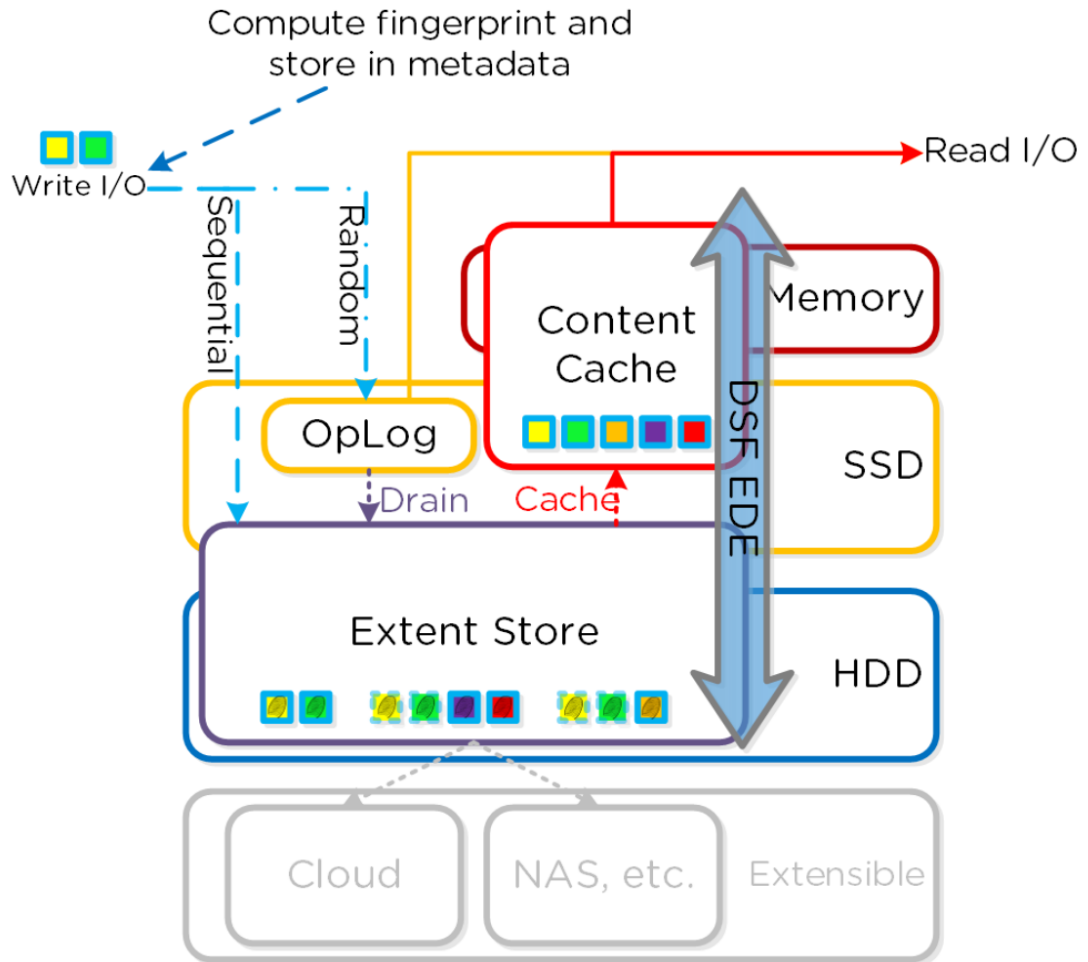 Compute fingerprint and
store in metadata
Write I/O
Read I/O
Sequential
Random
Memory
Content
Cache
DSF EDE
OpLog
SSD
Drain
Cache
Extent Store
HDD
Cloud
NAS, etc.
Extensible